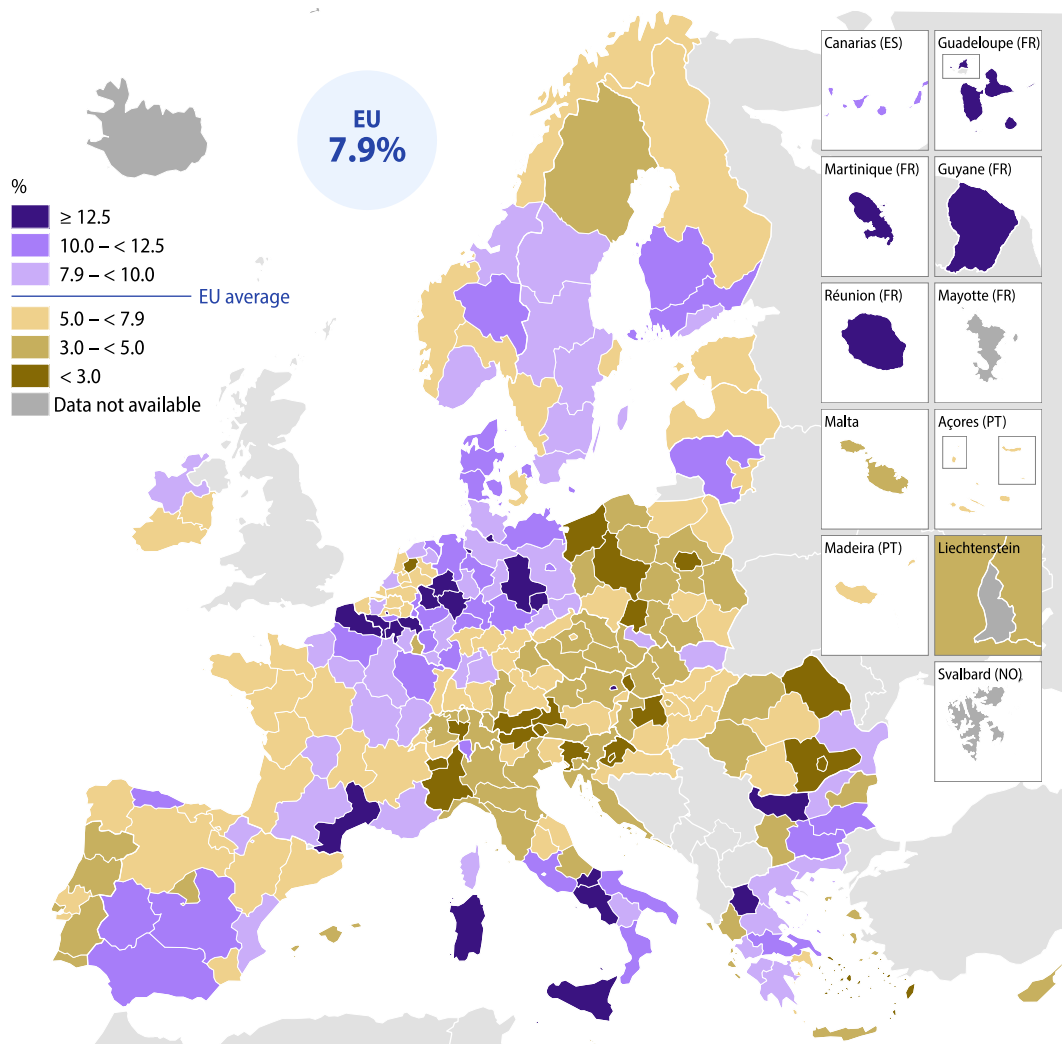 EU
7.9%
%
≥ 12.5
10.0 – < 12.5
7.9 – < 10.0
EU average
5.0 – < 7.9
3.0 – < 5.0
< 3.0
Data not available
Canarias (ES)
Guadeloupe (FR)
Martinique (FR)
Guyane (FR)
Réunion (FR)
Mayotte (FR)
Malta
Açores (PT)
Madeira (PT)
Liechtenstein
Svalbard (NO)